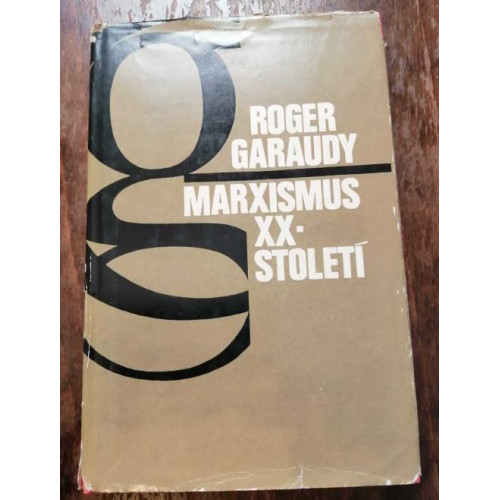 ROGER
GARAUDY
MARXISMUS
XX.
STOLETÍ